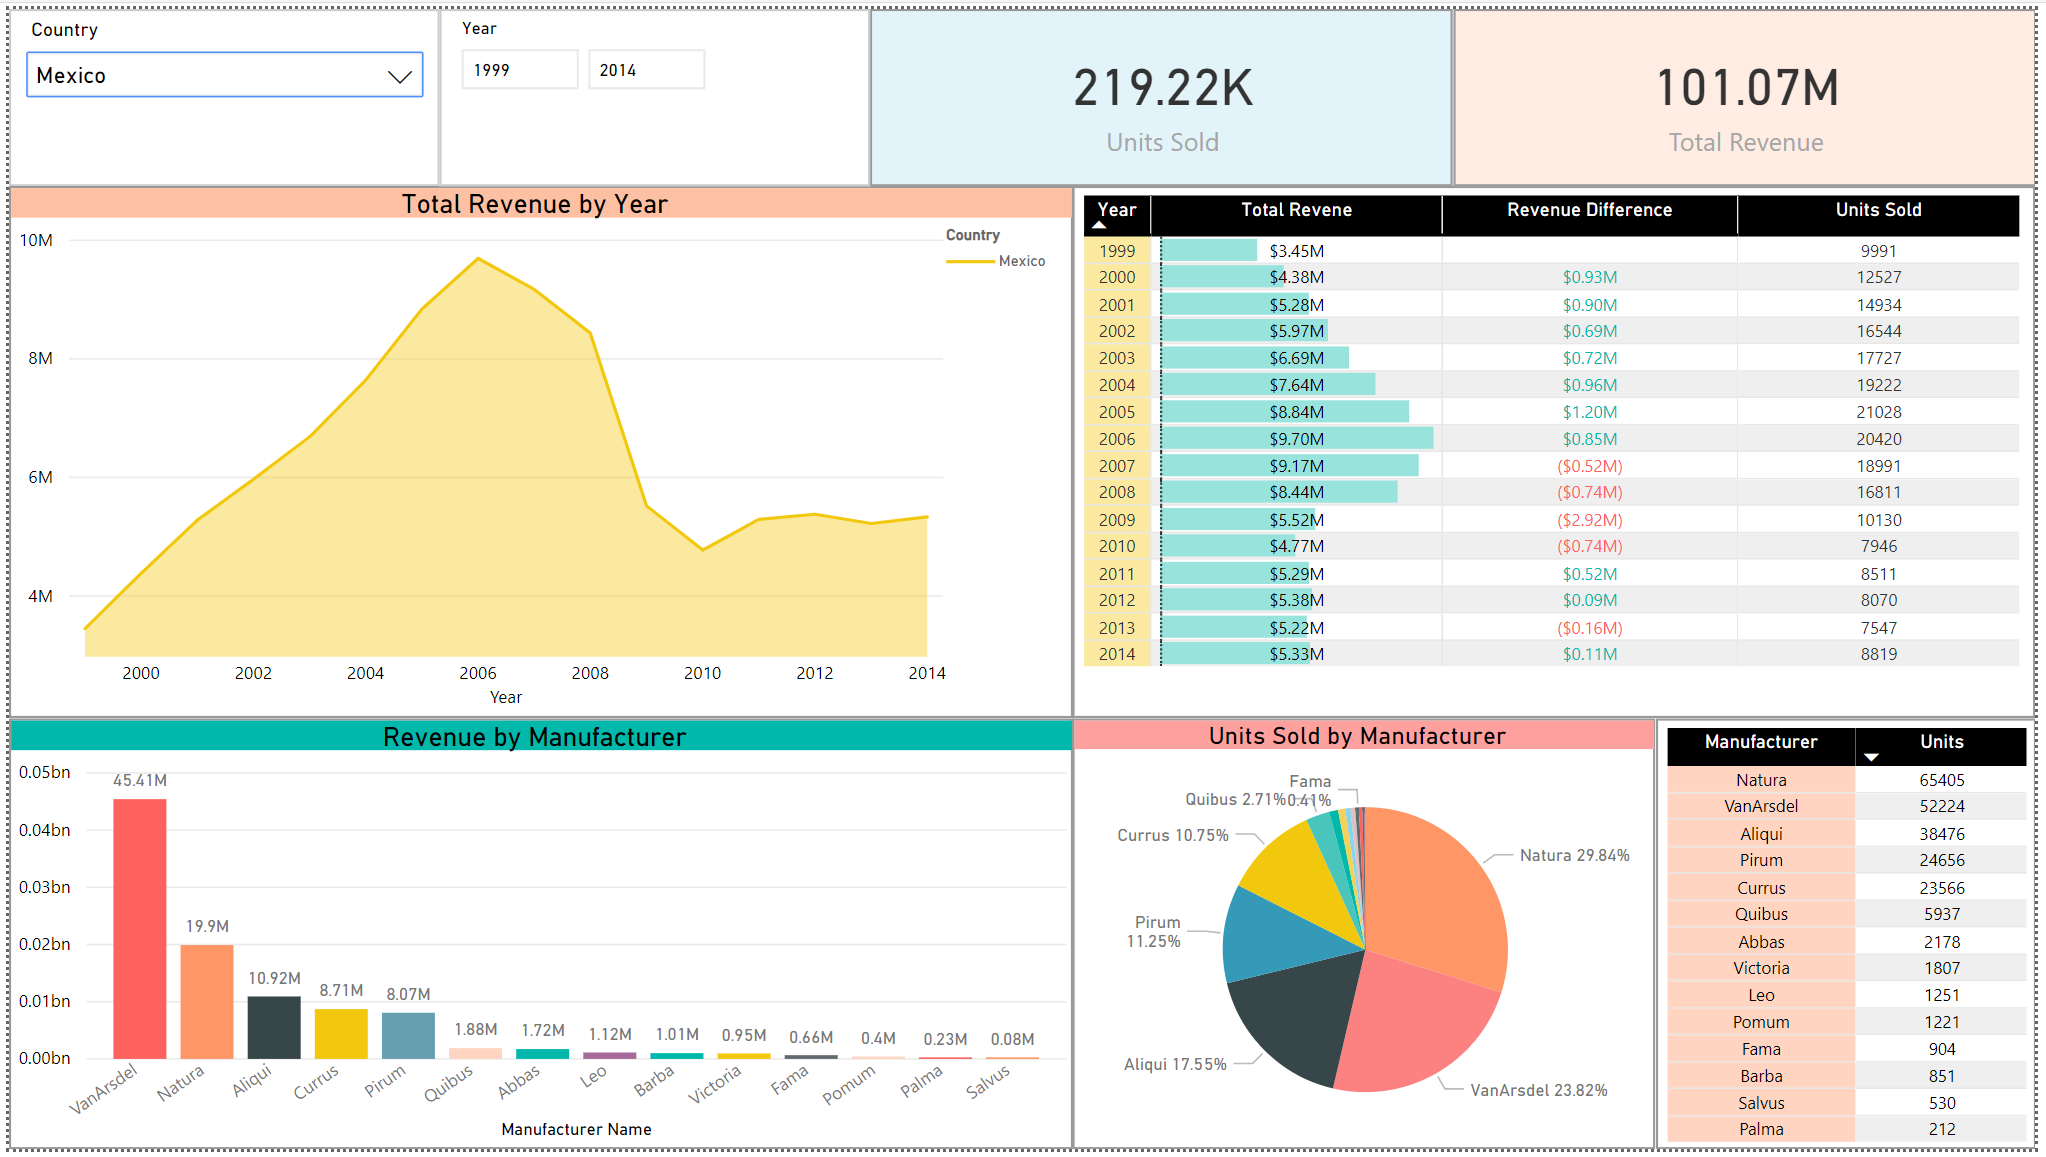 Country
Mexico
Year
1999 2014
219.22K
Units Sold
101.07M
Total Revenue
Total Revenue by Year
10M
8M
6M
4M
2000 2002 2004 2006 2008 2010 2012 2014
Year
Country
Mexico
Year Total Revene Revenue Difference Units Sold
1999 $3.45M 9991
2000 $4.38M $0.93M 12527
2001 $5.28M $0.90M 14934
2002 $5.97M $0.69M 16544
2003 $6.69M $0.72M 17727
2004 $7.64M $0.96M 19222
2005 $8.84M $1.20M 21028
2006 $9.70M $0.85M 20420
2007 $9.17M ($0.52M) 18991
2008 $8.44M ($0.74M) 16811
2009 $5.52M ($2.92M) 10130
2010 $4.77M ($0.74M) 7946
2011 $5.29M $0.52M 8511
2012 $5.38M $0.09M 8070
2013 $5.22M ($0.16M) 7547
2014 $5.33M $0.11M 8819
Revenue by Manufacturer
0.05bn
0.04bn
0.03bn
0.02bn
0.01bn
0.00bn
45.41M 19.9M 10.92M 8.71M 8.07M 1.88M 1.72M 1.12M 1.01M 0.95M 0.66M 0.4M 0.23M 0.08M
VanArsdel Natura Aliqui Currus Pirum Quibus Abbas Leo Barba Victoria Fama Pomum Palma Salvus
Manufacturer Name
Units Sold by Manufacturer
Fama
0.41%
Quibus 2.71%
Currus 10.75%
Pirum
11.25%
Aliqui 17.55%
Natura 29.84%
VanArsdel 23.82%
Manufacturer Units
Natura 65405
VanArsdel 52224
Aliqui 38476
Pirum 24656
Currus 23566
Quibus 5937
Abbas 2178
Victoria 1807
Leo 1251
Pomum 1221
Fama 904
Barba 851
Salvus 530
Palma 212